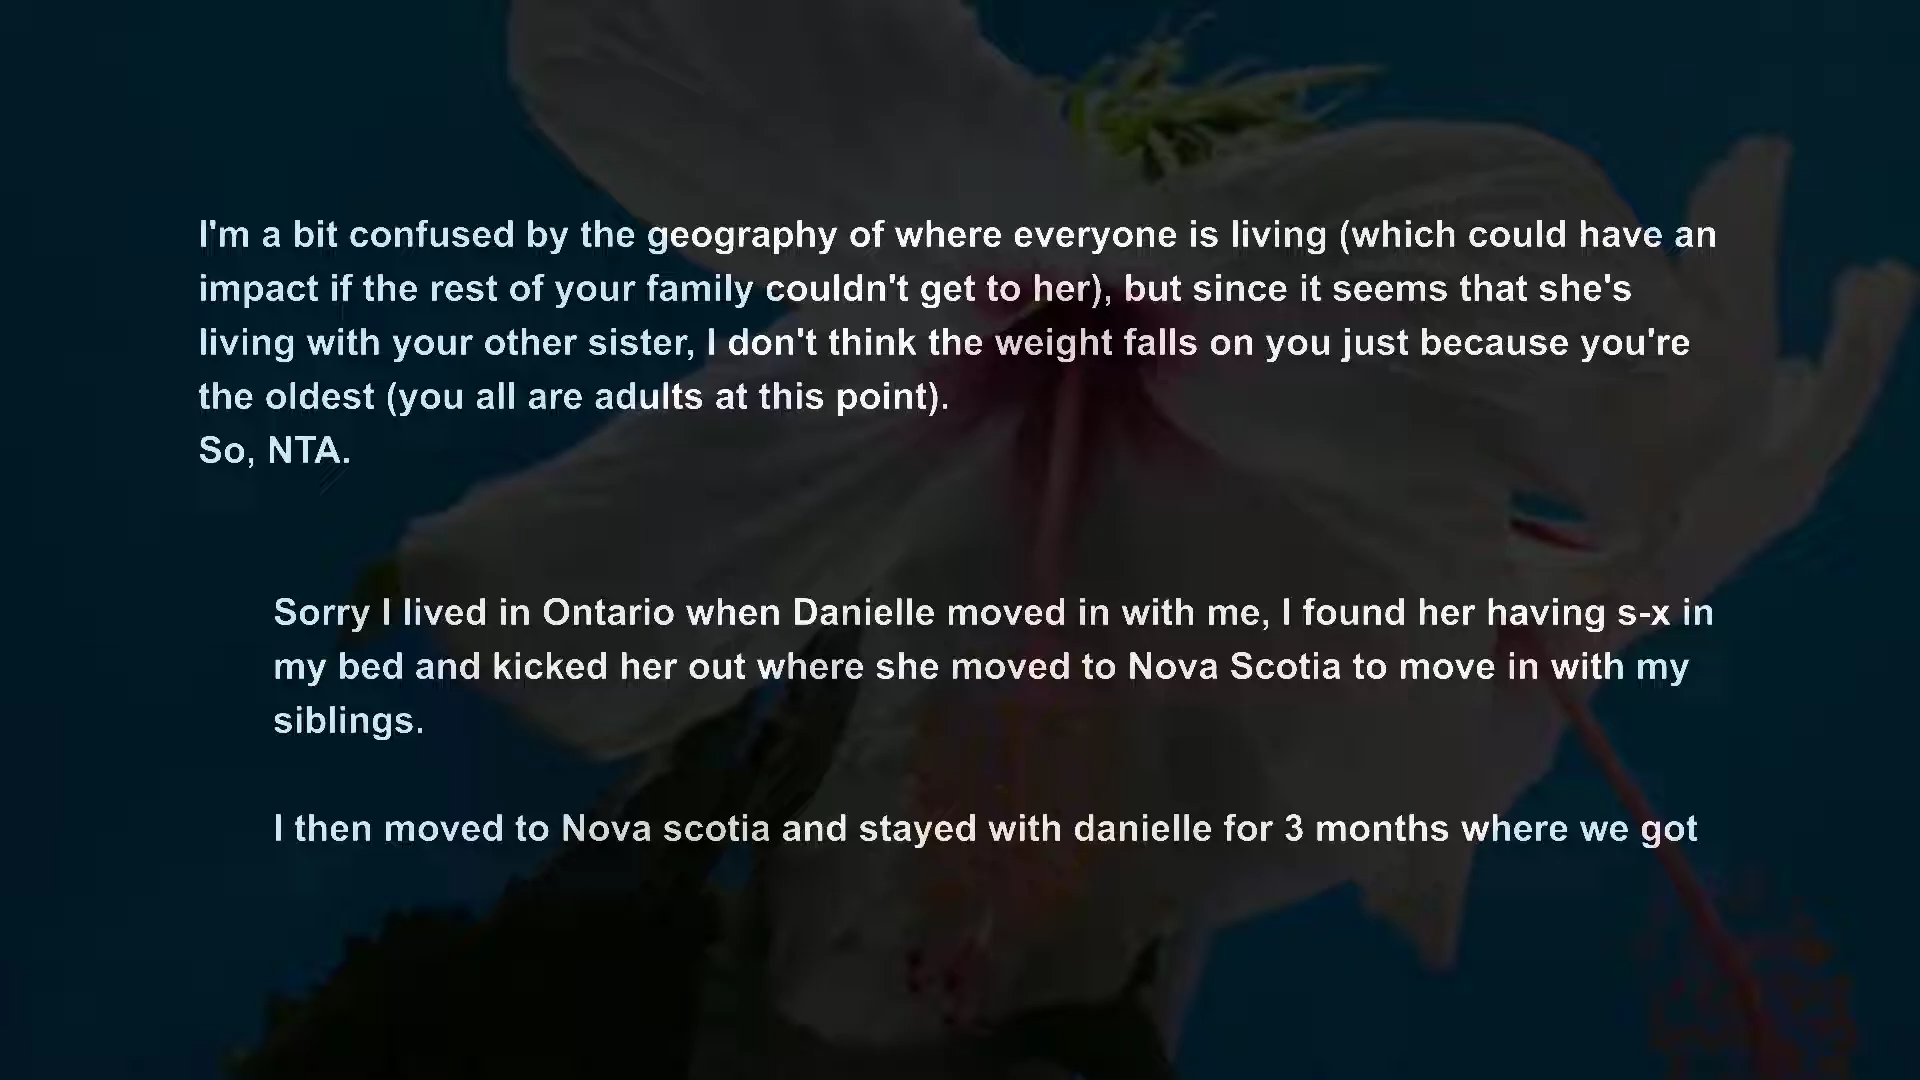 I'm a bit confused by the geography of where everyone is living (which could have an
impact if the rest of your family couldn't get to her), but since it seems that she's
living with your other sister, I don't think the weight falls on you just because you're
the oldest (you all are adults at this point).
So, NTA.
Sorry I lived in Ontario when Danielle moved in with me, I found her having s-x in
my bed and kicked her out where she moved to Nova Scotia to move in with my
siblings.
I then moved to Nova scotia and stayed with danielle for 3 months where we got